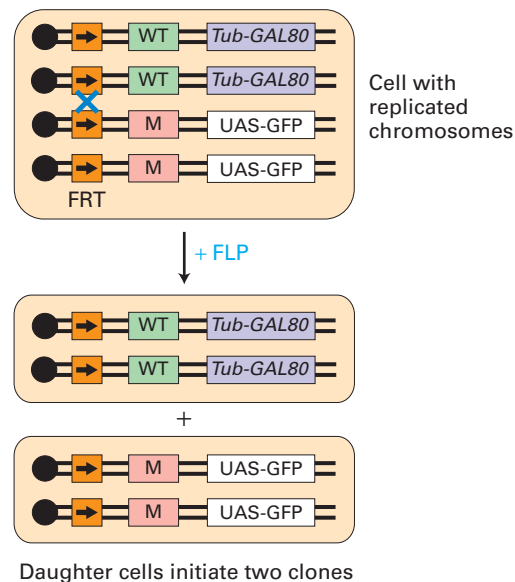 WT Tub-GAL80
WT Tub-GAL80
M UAS-GFP
M UAS-GFP
FRT
Cell with
replicated
chromosomes
+ FLP
WT Tub-GAL80
WT Tub-GAL80
+
M UAS-GFP
M UAS-GFP
Daughter cells initiate two clones